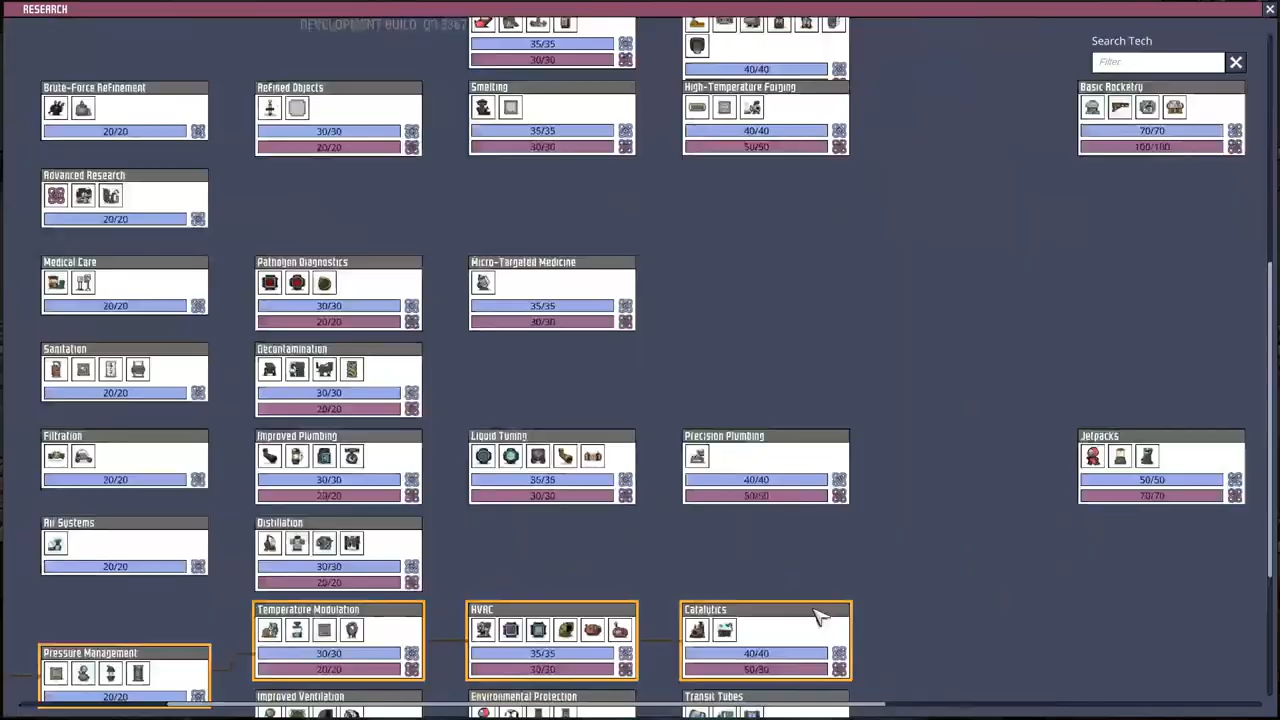 RESEARCH
DEVELOPMENT BUILD
Search Tech
Filter
35/35
30/30
40/40
Brute-Force Refinement
20/20
Refined Objects
30/30
20/20
Smelting
35/35
30/30
High-Temperature Forging
40/40
50/50
Basic Rocketry
70/70
100/100
Advanced Research
20/20
Medical Care
20/20
Pathogen Diagnostics
30/30
20/20
Micro-Targeted Medicine
35/35
30/30
Sanitation
20/20
Decontamination
30/30
20/20
Filtration
20/20
Improved Plumbing
30/30
20/20
Liquid Tuning
35/35
30/30
Precision Plumbing
40/40
50/50
Jetpacks
50/50
70/70
Air Systems
20/20
Distillation
30/30
20/20
Pressure Management
20/20
Temperature Modulation
30/30
20/20
HVAC
35/35
30/30
Catalytics
40/40
50/50
Improved Ventilation
Environmental Protection
Transit Tubes